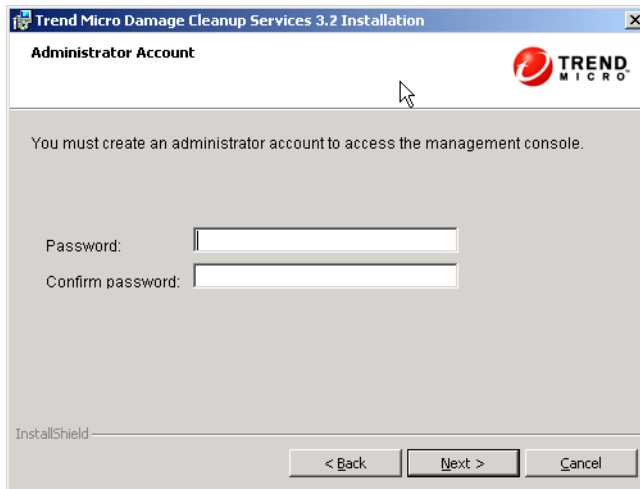 Trend Micro Damage Cleanup Services 3.2 Installation
Administrator Account
TREND
MICRO™
You must create an administrator account to access the management console.
Password:
Confirm password:
InstallShield
< Back
Next >
Cancel